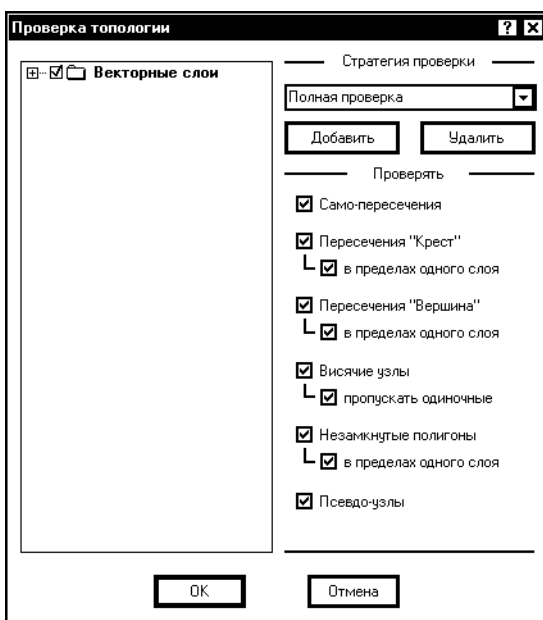 Проверка топологии
Векторные слои
Стратегия проверки
Полная проверка
Добавить
Удалить
Проверять
Само-пересечения
Пересечения "Крест"
в пределах одного слоя
Пересечения "Вершина"
в пределах одного слоя
Висячие узлы
пропускать одиночные
Незамкнутые полигоны
в пределах одного слоя
Псевдо-узлы
OK
Отмена